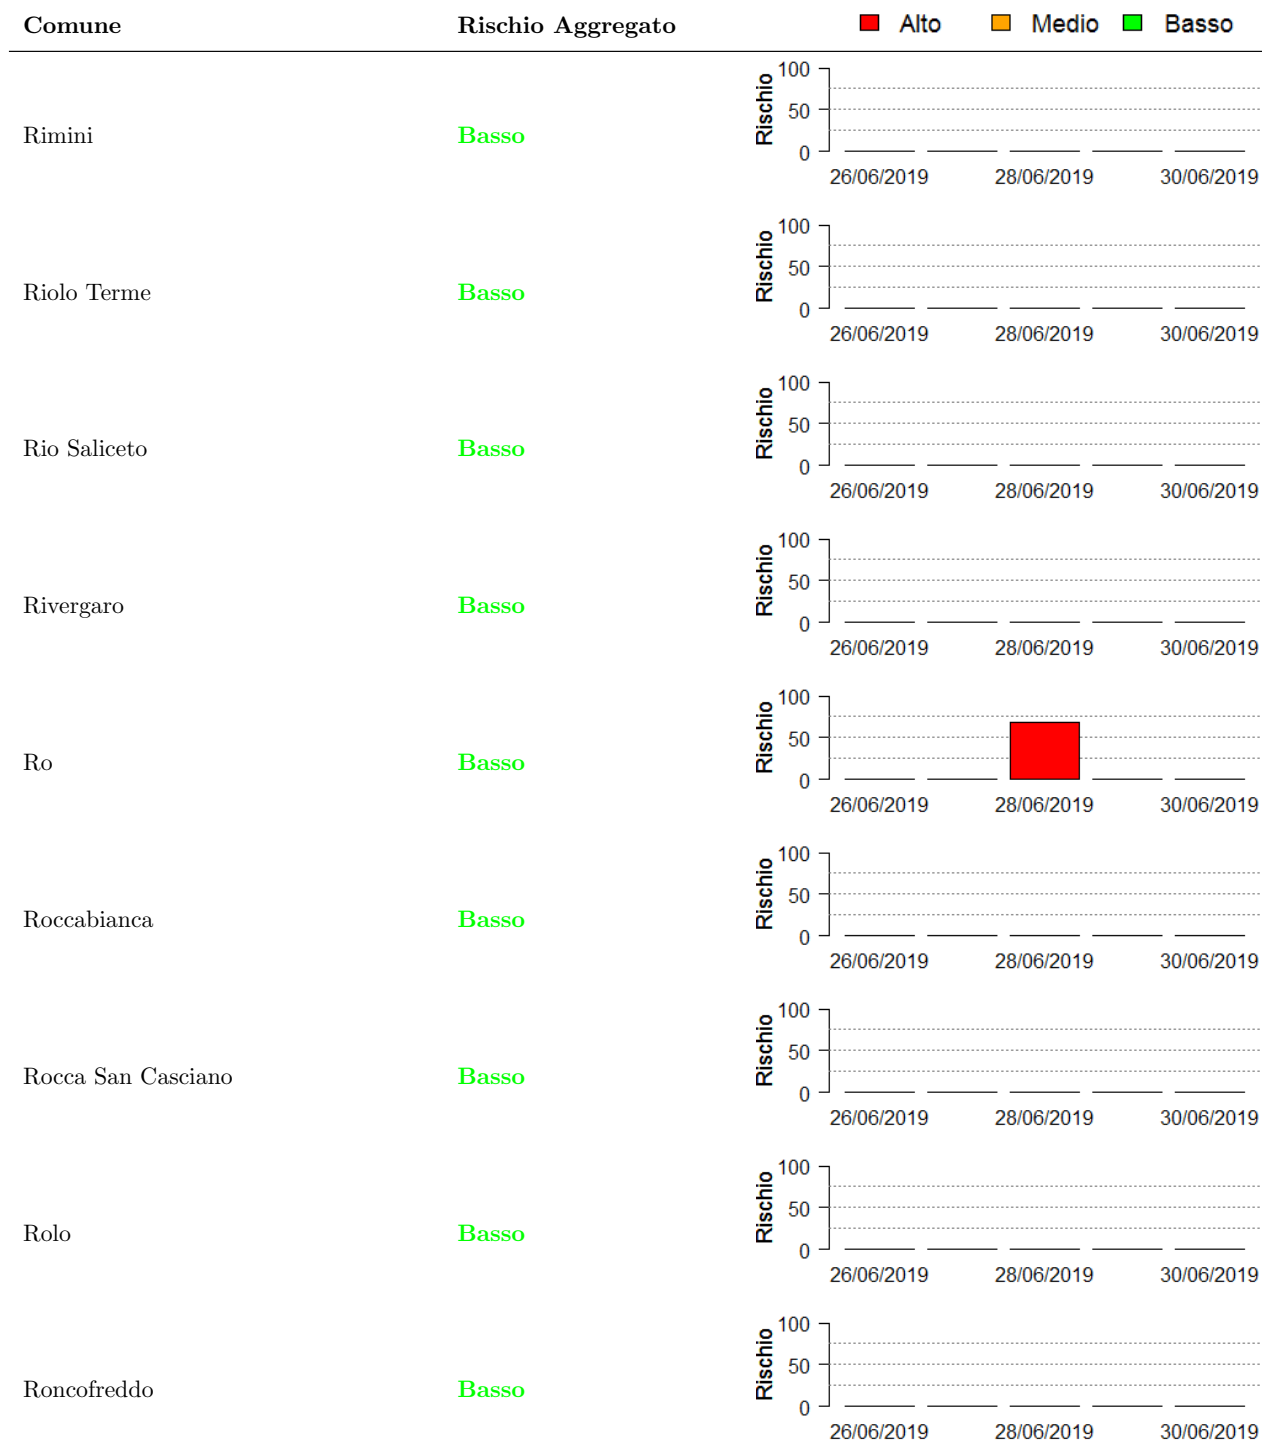 Comune Rischio Aggregato Alto Medio Basso
Rimini Basso Rischio 100 50 0
26/06/2019 28/06/2019 30/06/2019
Riolo Terme Basso Rischio 100 50 0
26/06/2019 28/06/2019 30/06/2019
Rio Saliceto Basso Rischio 100 50 0
26/06/2019 28/06/2019 30/06/2019
Rivergaro Basso Rischio 100 50 0
26/06/2019 28/06/2019 30/06/2019
Ro Basso Rischio 100 50 0
26/06/2019 28/06/2019 30/06/2019
Roccabianca Basso Rischio 100 50 0
26/06/2019 28/06/2019 30/06/2019
Rocca San Casciano Basso Rischio 100 50 0
26/06/2019 28/06/2019 30/06/2019
Rolo Basso Rischio 100 50 0
26/06/2019 28/06/2019 30/06/2019
Roncofreddo Basso Rischio 100 50 0
26/06/2019 28/06/2019 30/06/2019